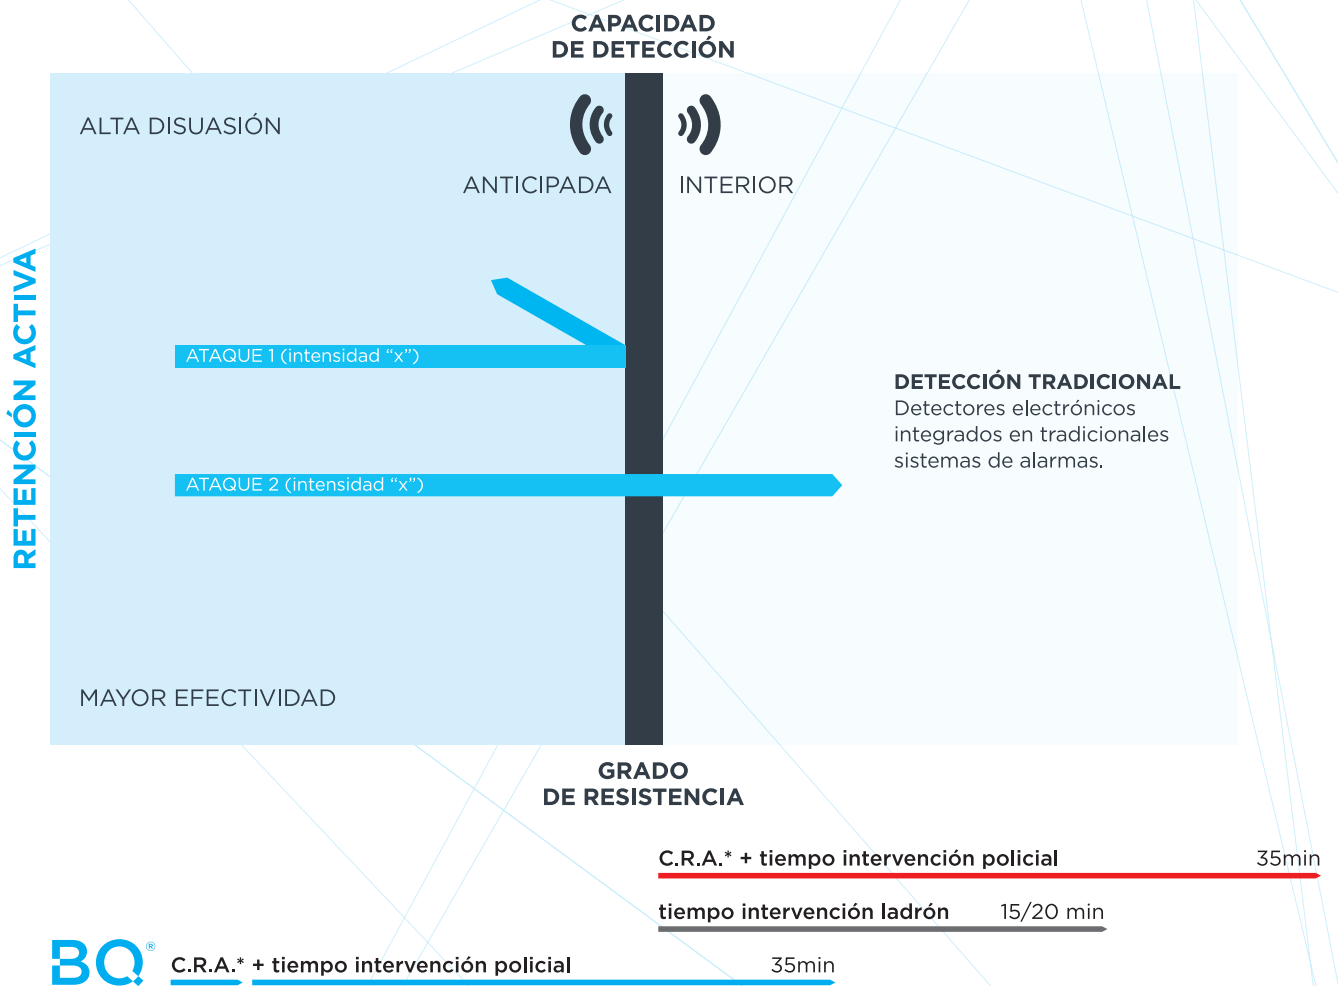 CAPACIDAD
DE DETECCIÓN
ALTA DISUASIÓN
ANTICIPADA
INTERIOR
RETENCIÓN ACTIVA
ATAQUE 1 (intensidad “x”)
DETECCIÓN TRADICIONAL
Detectores electrónicos
integrados en tradicionales
sistemas de alarmas.
ATAQUE 2 (intensidad “x”)
MAYOR EFECTIVIDAD
GRADO
DE RESISTENCIA
C.R.A.* + tiempo intervención policial 35min
tiempo intervención ladrón 15/20 min
BQ®
C.R.A.* + tiempo intervención policial 35min